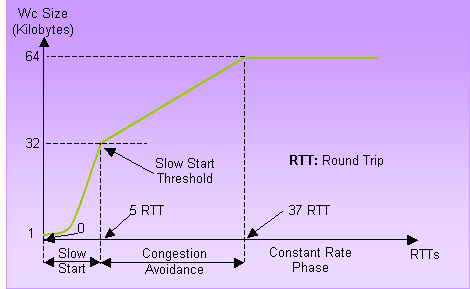 Wc Size
(Kilobytes)
64
32
Slow Start
Threshold
RTT: Round Trip
5 RTT
37 RTT
0
1
Slow
Start
Congestion
Avoidance
Constant Rate
Phase
RTTs